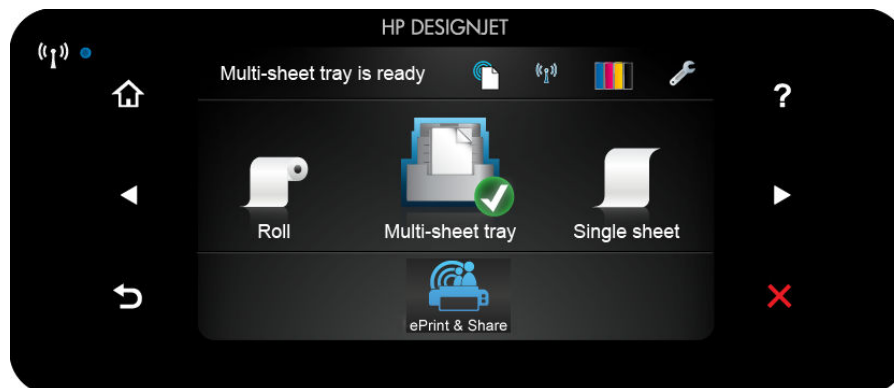 HP DESIGNJET
Multi-sheet tray is ready
?
Roll
Multi-sheet tray
Single sheet
ePrint & Share